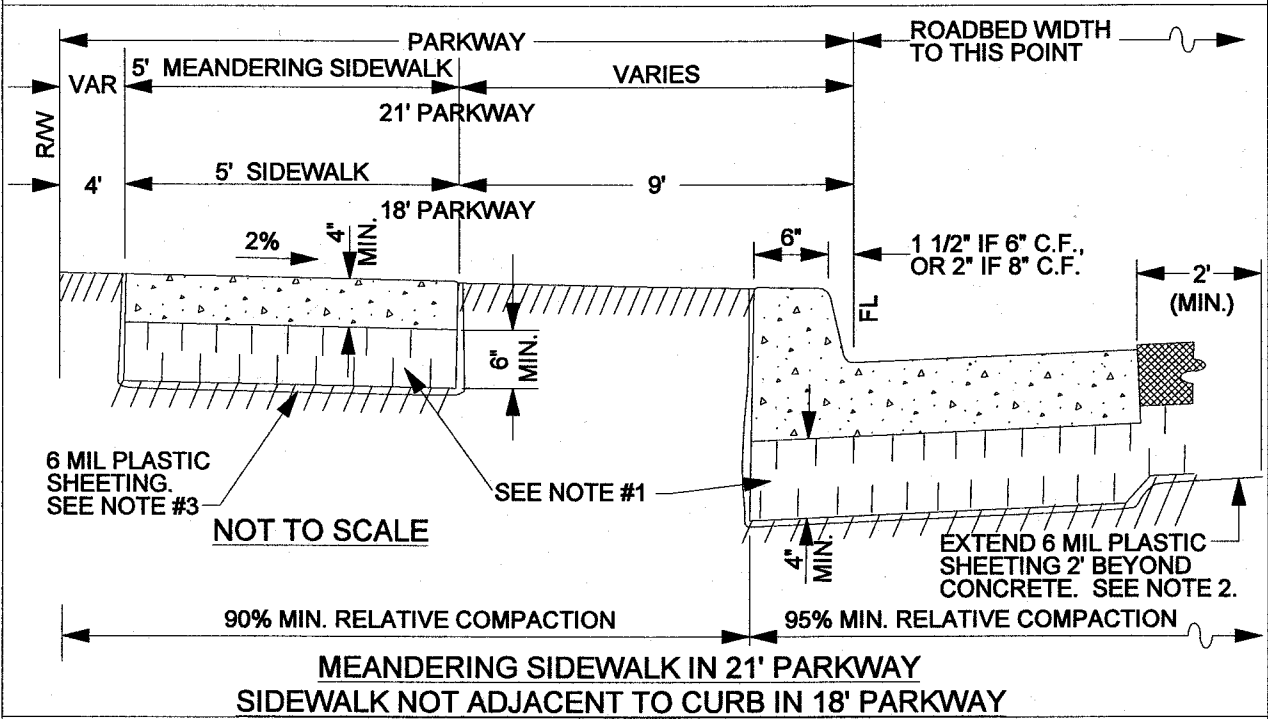 PARKWAY
ROADBED WIDTH
TO THIS POINT
VAR
5' MEANDERING SIDEWALK
VARIES
21' PARKWAY
R/W
4'
5' SIDEWALK
9'
18' PARKWAY
2%
4"
MIN.
6"
1 1/2" IF 6" C.F.,
OR 2" IF 8" C.F.
2'
(MIN.)
FL
6"
MIN.
6 MIL PLASTIC
SHEETING.
SEE NOTE #3
SEE NOTE #1
NOT TO SCALE
4"
MIN.
EXTEND 6 MIL PLASTIC
SHEETING 2' BEYOND
CONCRETE. SEE NOTE 2.
90% MIN. RELATIVE COMPACTION
95% MIN. RELATIVE COMPACTION
MEANDERING SIDEWALK IN 21' PARKWAY
SIDEWALK NOT ADJACENT TO CURB IN 18' PARKWAY